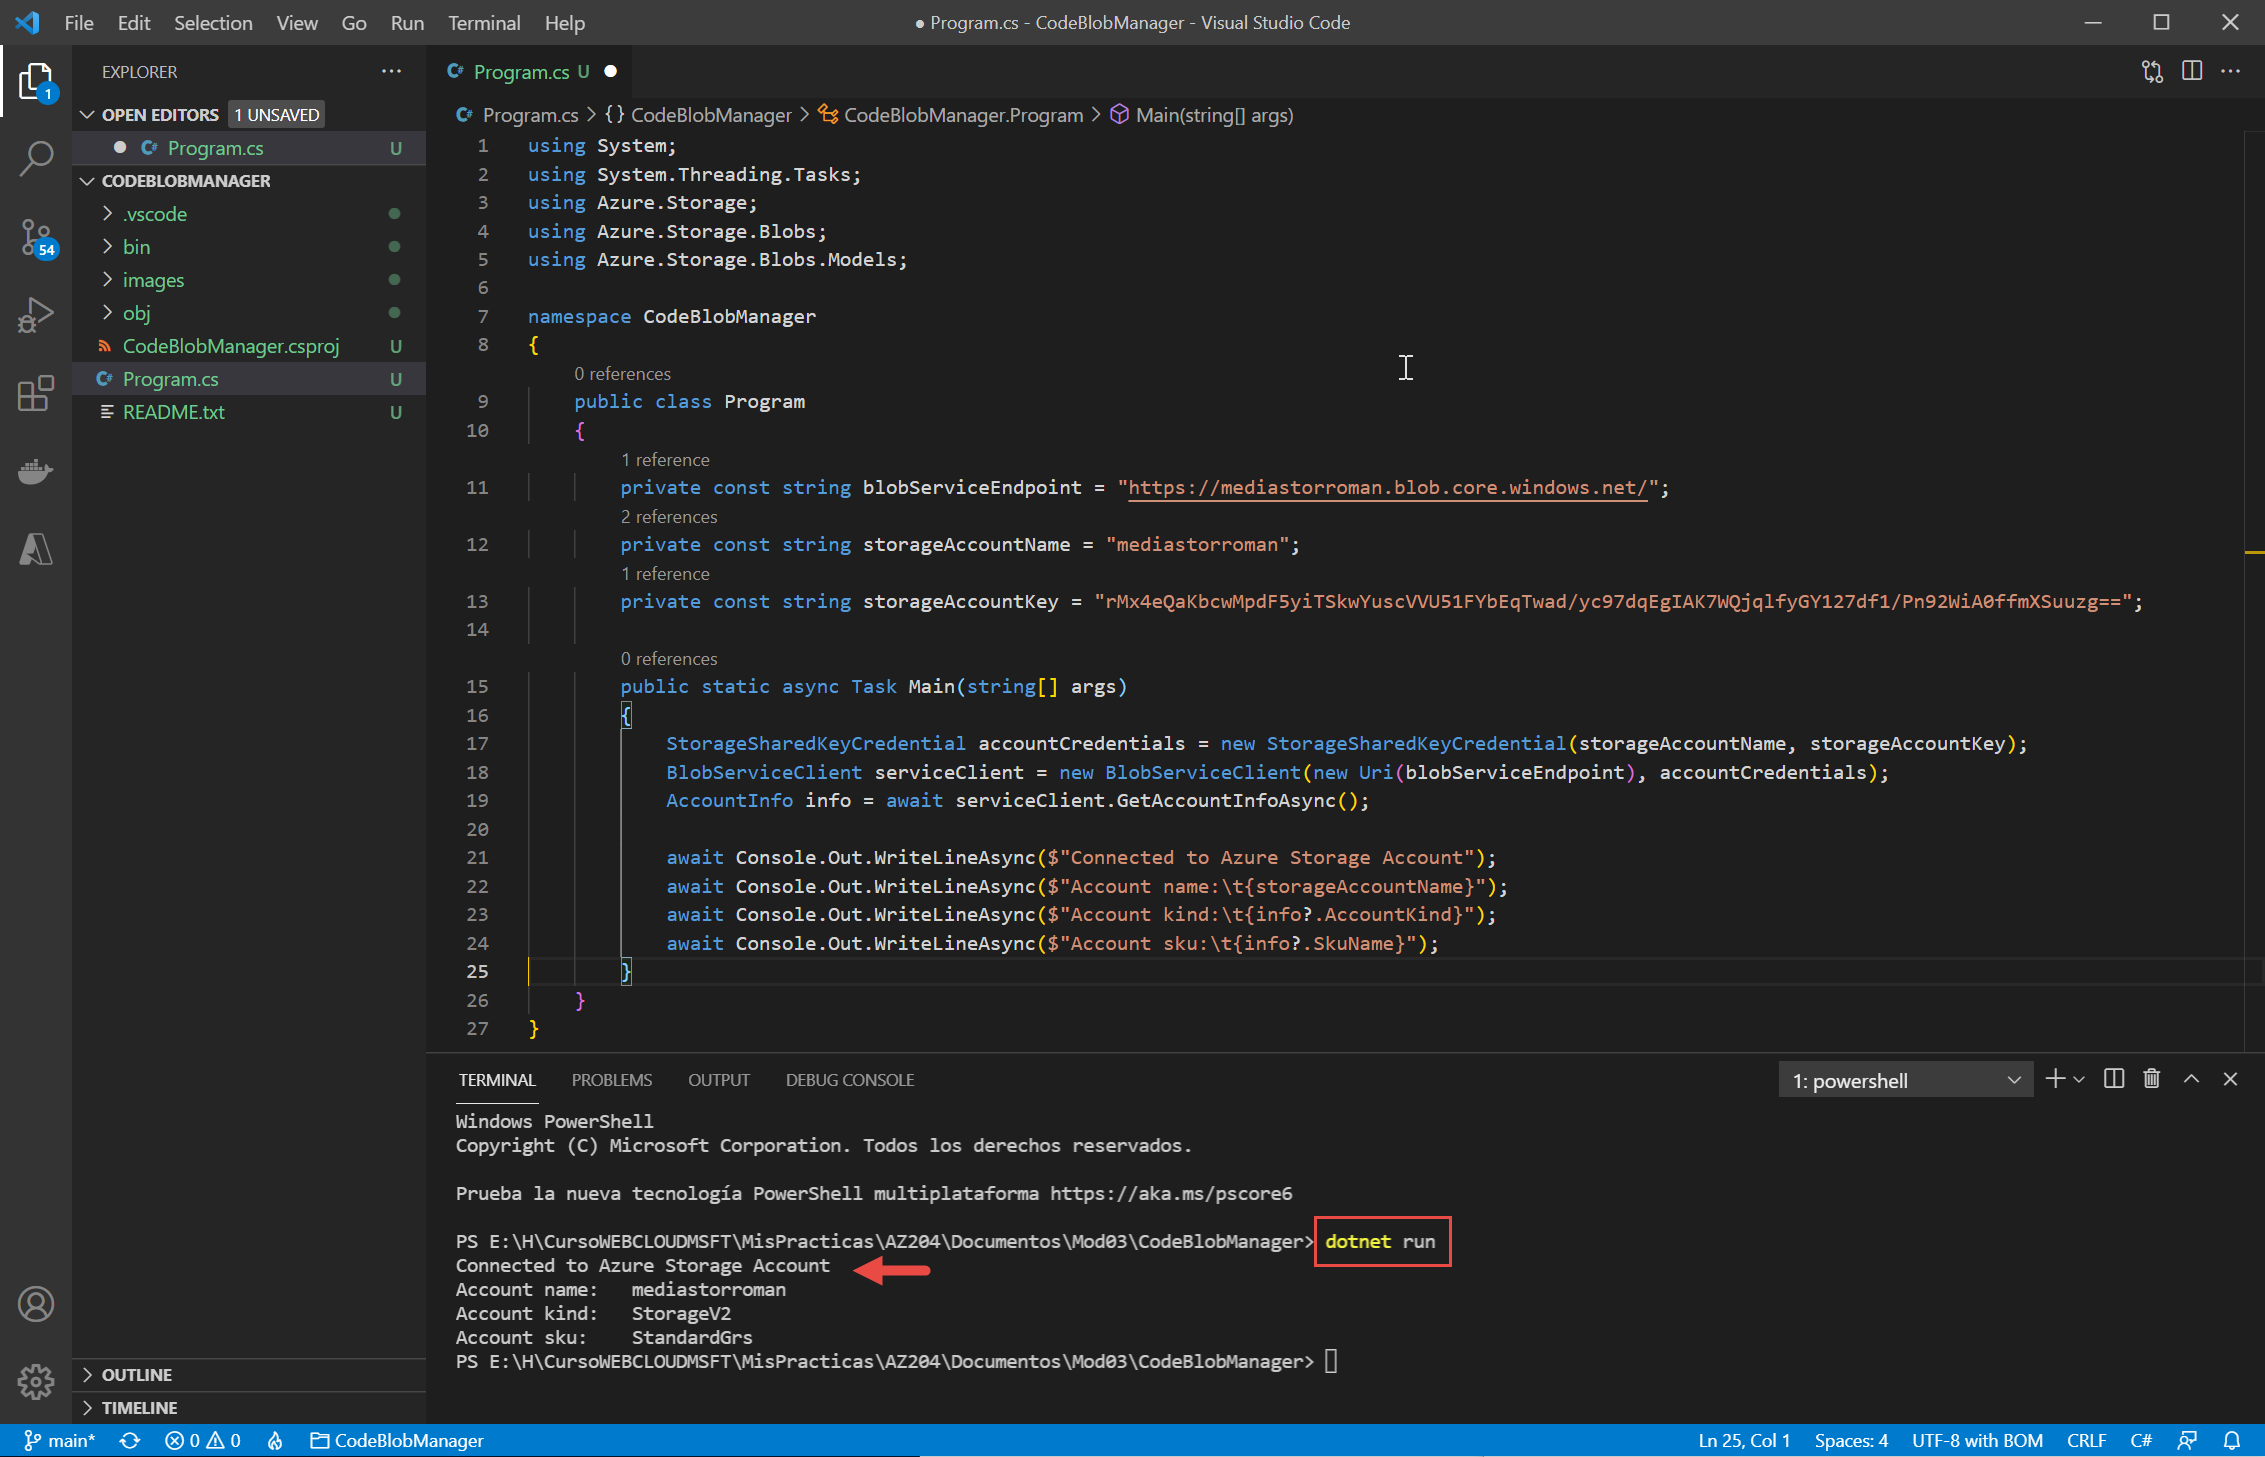 File Edit Selection View Go Run Terminal Help
● Program.cs - CodeBlobManager - Visual Studio Code
EXPLORER
OPEN EDITORS 1 UNSAVED
Program.cs U
CODEBLOBMANAGER
.vscode
bin
images
obj
CodeBlobManager.csproj U
Program.cs U
README.txt U
OUTLINE
TIMELINE
1
54
Program.cs U
Program.cs > {} CodeBlobManager > CodeBlobManager.Program > Main(string[] args)
1 using System;
2 using System.Threading.Tasks;
3 using Azure.Storage;
4 using Azure.Storage.Blobs;
5 using Azure.Storage.Blobs.Models;
6
7 namespace CodeBlobManager
8 {
0 references
9 public class Program
10 {
1 reference
11 private const string blobServiceEndpoint = "https://mediastorroman.blob.core.windows.net/";
2 references
12 private const string storageAccountName = "mediastorroman";
1 reference
13 private const string storageAccountKey = "rMx4eQaKbcwMpdF5yiTSkwYuscVVU51FYbEqTwad/yc97dqEgIAK7WQjqlfyGY127df1/Pn92WiA0ffmXSuuzg==";
14
0 references
15 public static async Task Main(string[] args)
16 {
17 StorageSharedKeyCredential accountCredentials = new StorageSharedKeyCredential(storageAccountName, storageAccountKey);
18 BlobServiceClient serviceClient = new BlobServiceClient(new Uri(blobServiceEndpoint), accountCredentials);
19 AccountInfo info = await serviceClient.GetAccountInfoAsync();
20
21 await Console.Out.WriteLineAsync($"Connected to Azure Storage Account");
22 await Console.Out.WriteLineAsync($"Account name:\t{storageAccountName}");
23 await Console.Out.WriteLineAsync($"Account kind:\t{info?.AccountKind}");
24 await Console.Out.WriteLineAsync($"Account sku:\t{info?.SkuName}");
25 }
26 }
27 }
TERMINAL PROBLEMS OUTPUT DEBUG CONSOLE
1: powershell
Windows PowerShell
Copyright (C) Microsoft Corporation. Todos los derechos reservados.
Prueba la nueva tecnología PowerShell multiplataforma https://aka.ms/pscore6
PS E:\H\CursoWEBCLOUDMSFT\MisPracticas\AZ204\Documentos\Mod03\CodeBlobManager> dotnet run
Connected to Azure Storage Account
Account name: mediastorroman
Account kind: StorageV2
Account sku: StandardGrs
PS E:\H\CursoWEBCLOUDMSFT\MisPracticas\AZ204\Documentos\Mod03\CodeBlobManager>
main* 0 0 CodeBlobManager
Ln 25, Col 1 Spaces: 4 UTF-8 with BOM CRLF C#